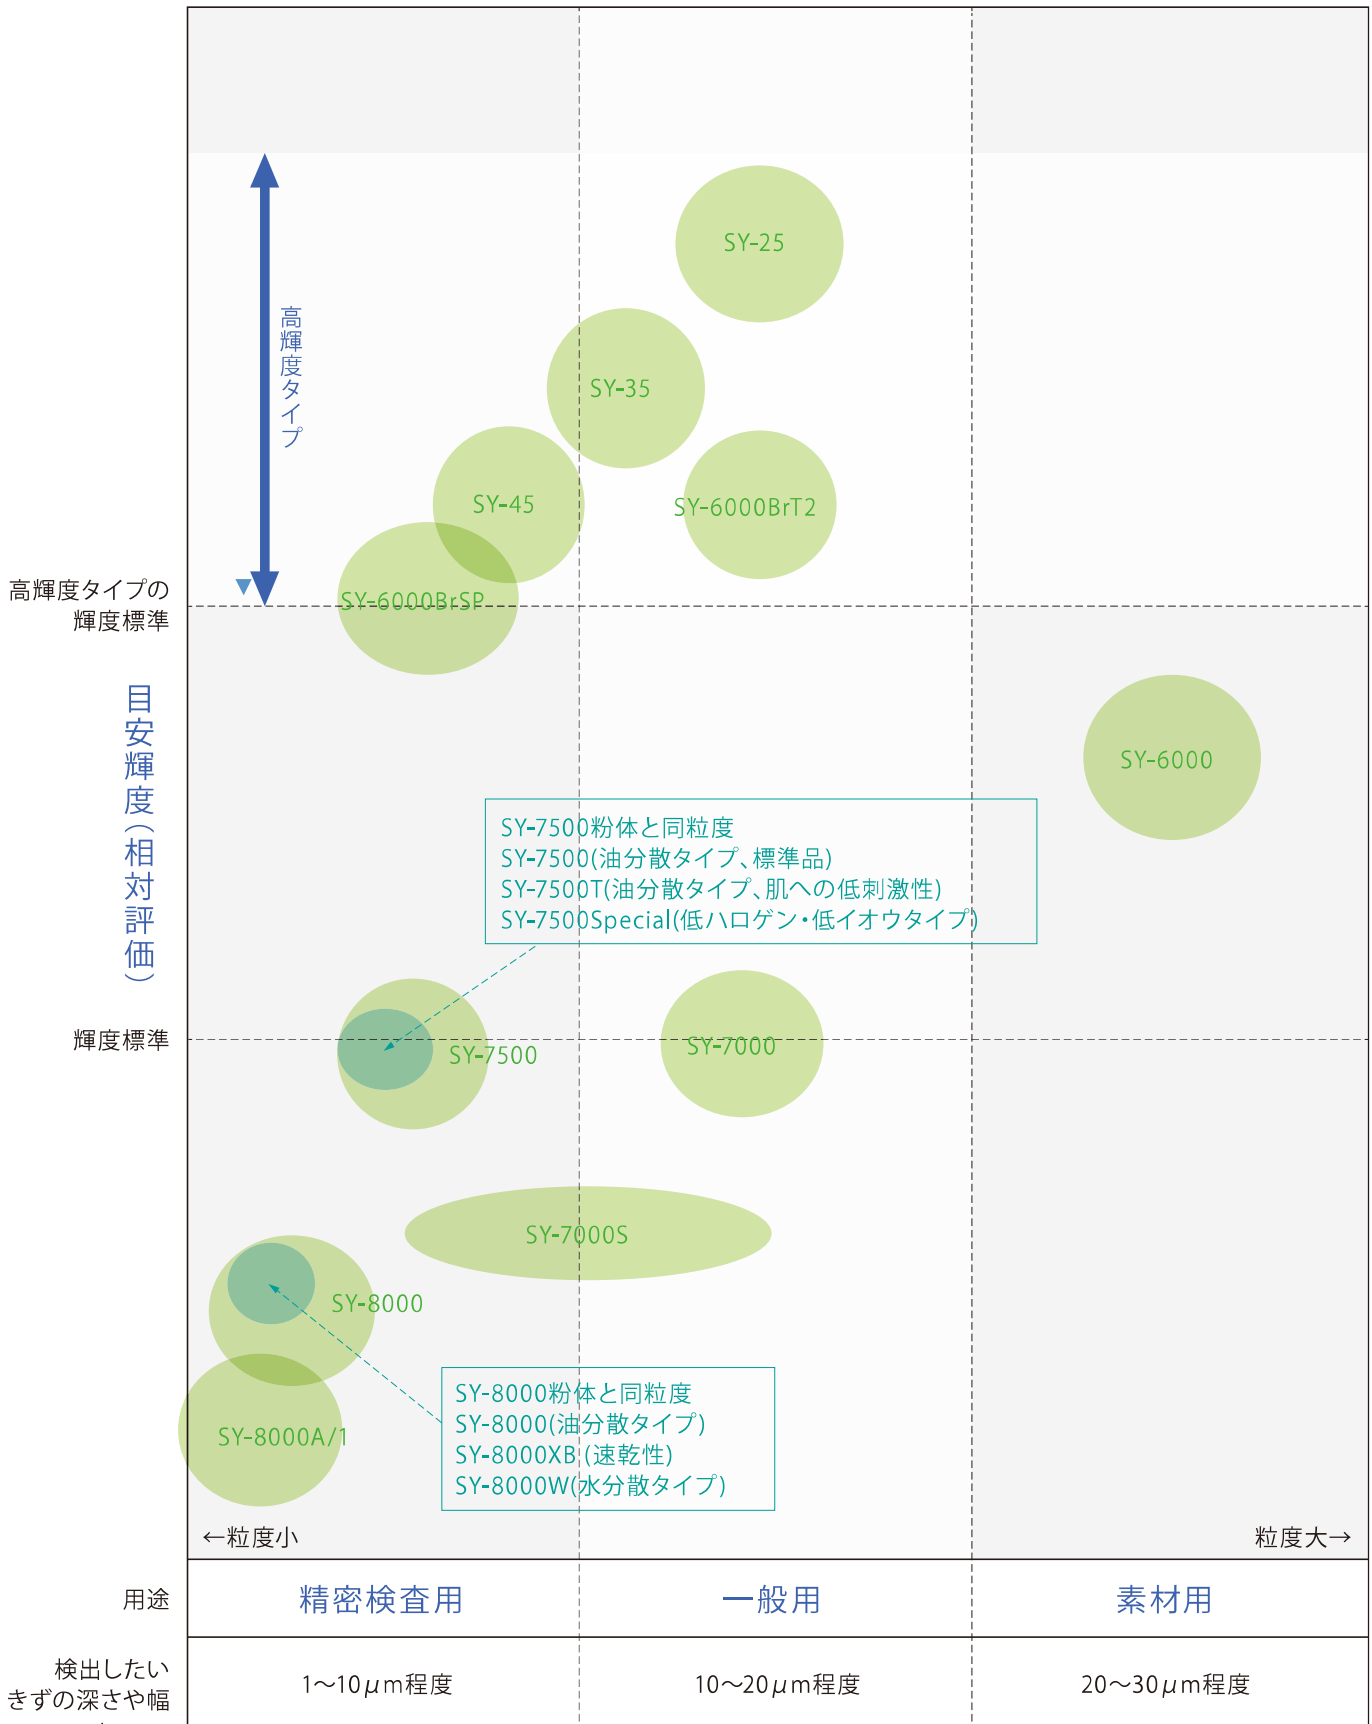 SY-25
高輝度タイプ
SY-35
SY-45
SY-6000BrT2
高輝度タイプの
輝度標準
SY-6000BrSP
目安輝度(相対評価)
SY-6000
SY-7500粉体と同粒度
SY-7500(油分散タイプ、標準品)
SY-7500T(油分散タイプ、肌への低刺激性)
SY-7500Special(低ハロゲン・低イオウタイプ)
輝度標準
SY-7500
SY-7000
SY-7000S
SY-8000
SY-8000粉体と同粒度
SY-8000(油分散タイプ)
SY-8000XB(速乾性)
SY-8000W(水分散タイプ)
SY-8000A/1
←粒度小
粒度大→
用途
精密検査用
一般用
素材用
検出したい
きずの深さや幅
1〜10μm程度
10〜20μm程度
20〜30μm程度